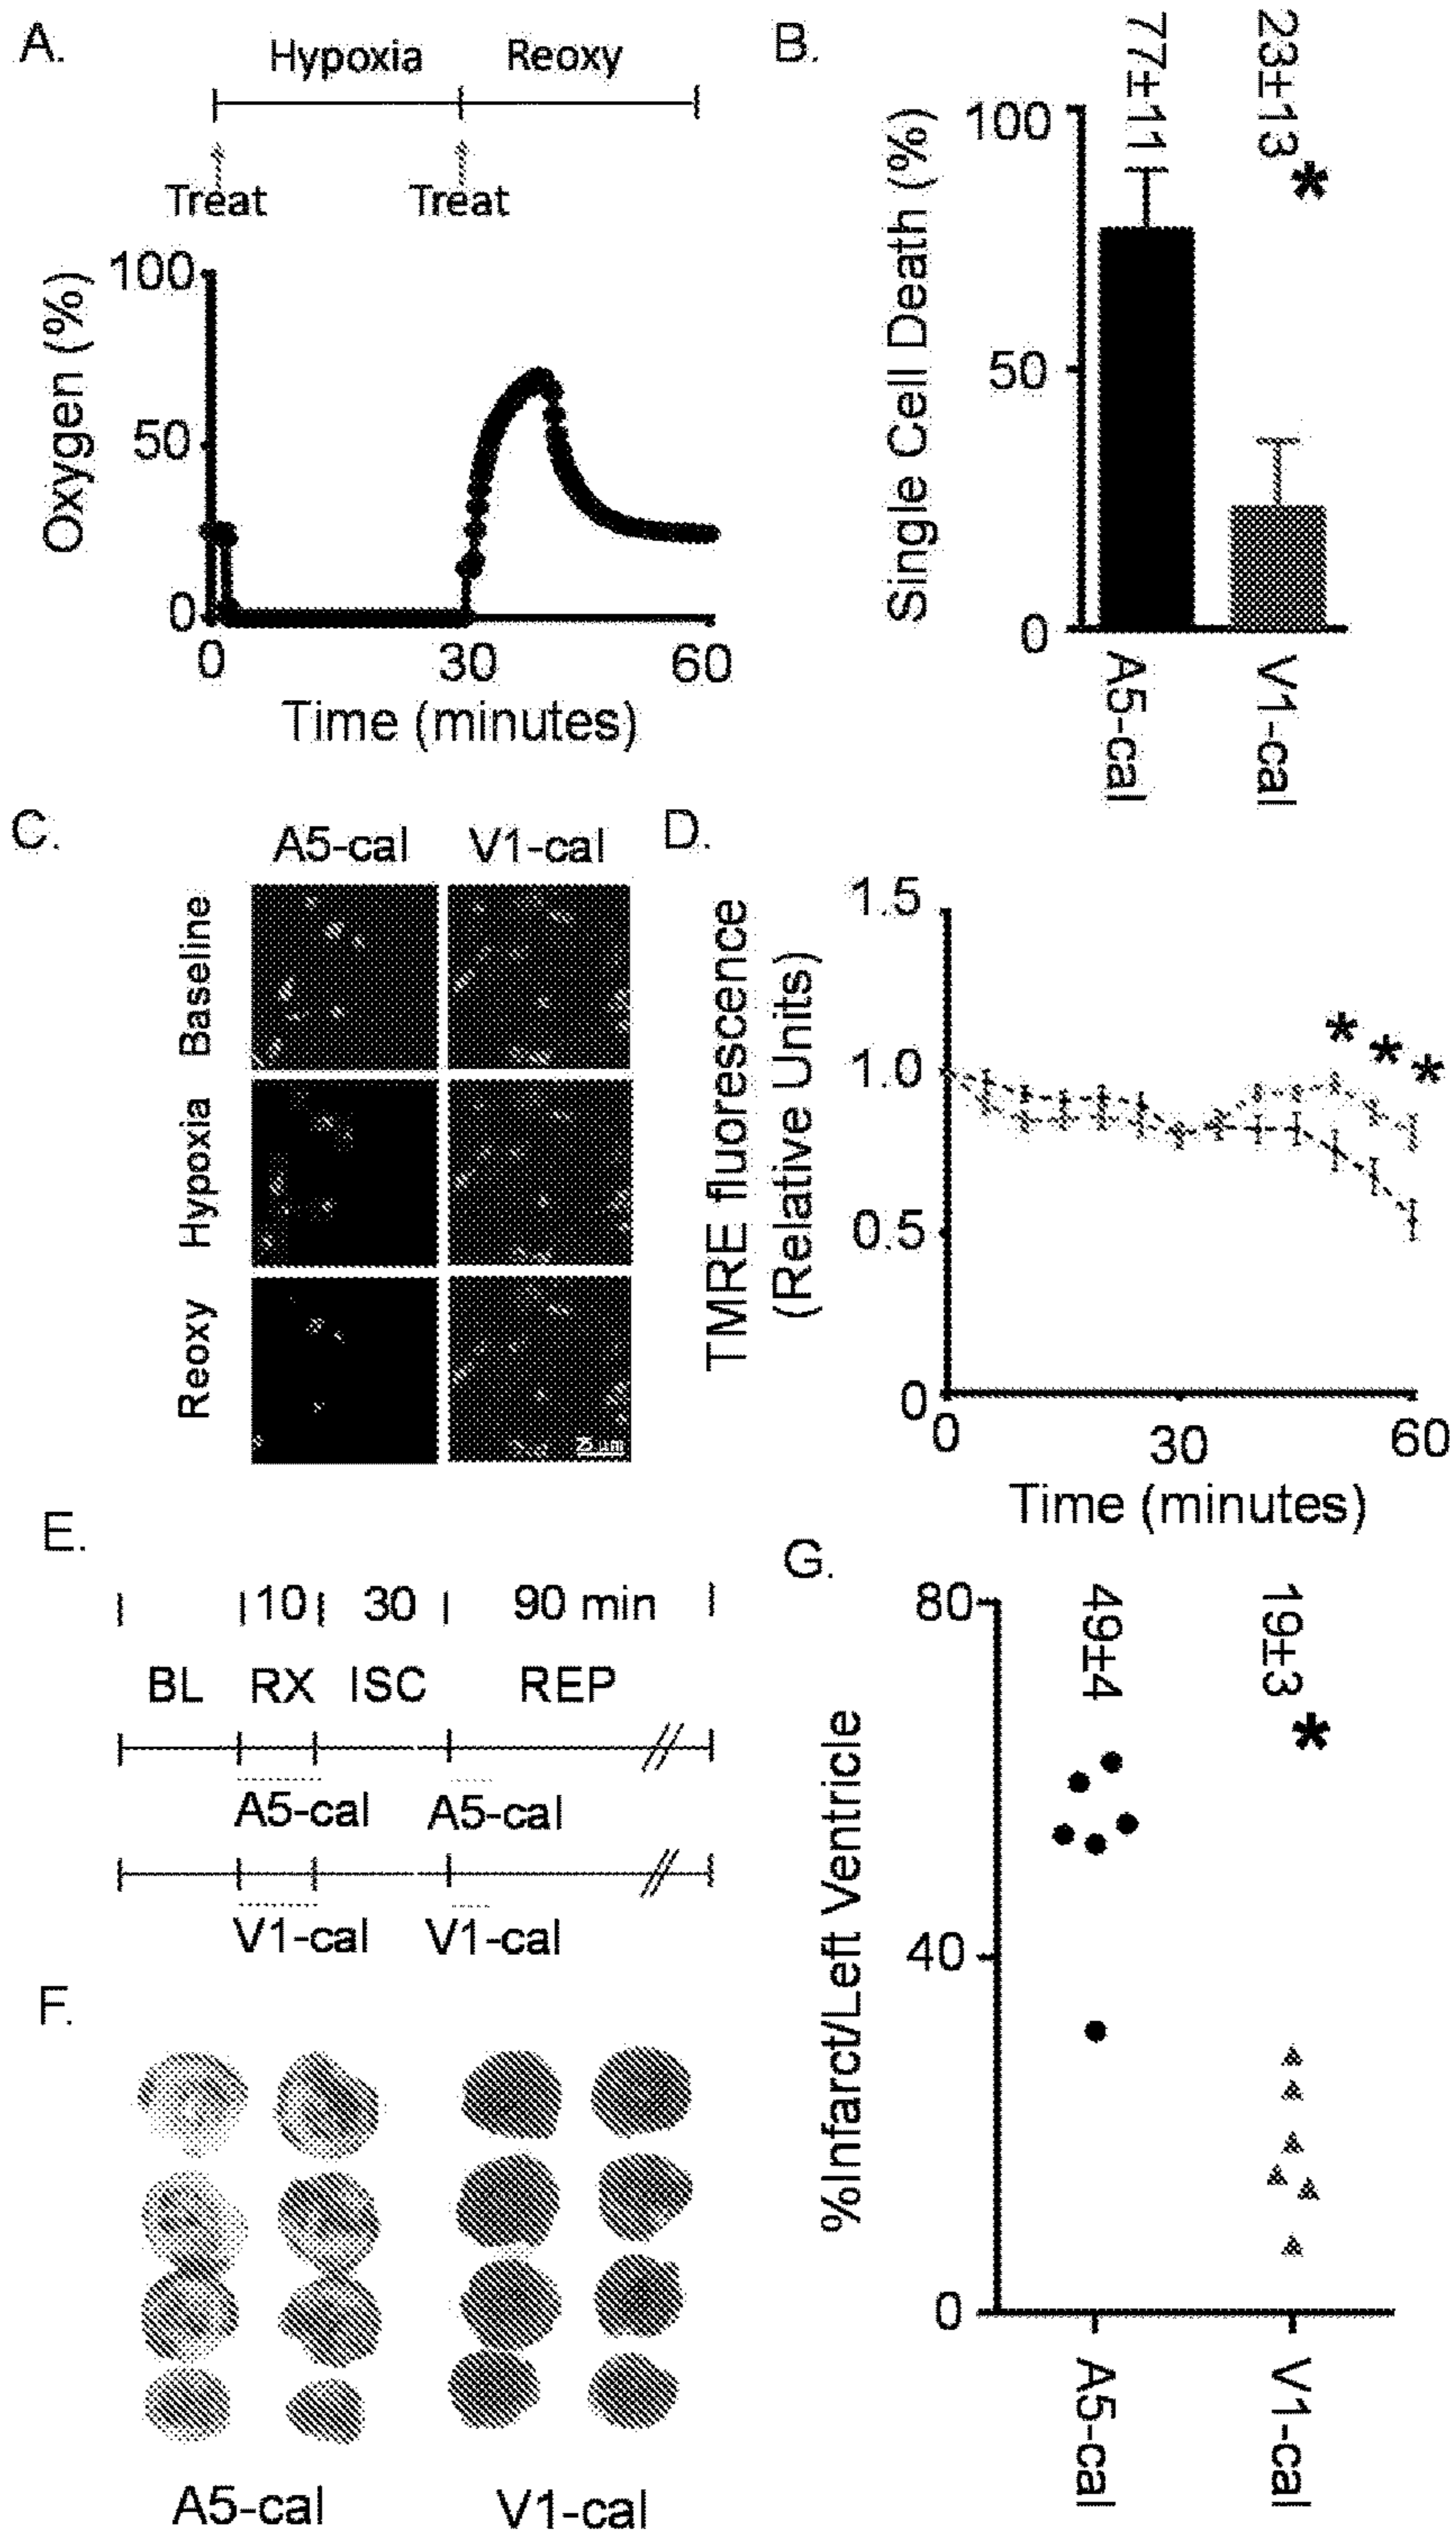 A.
Hypoxia Reoxy
Treat Treat
Oxygen (%)
100
50
0
0 30 60
Time (minutes)
B.
77±11 23±13
*
Single Cell Death (%)
100
50
0
A5-cal V1-cal
C.
A5-cal V1-cal
Baseline
Hypoxia
Reoxy
25 µm
D.
TMRE fluorescence
(Relative Units)
1.5
1.0
0.5
0
* * *
0 30 60
Time (minutes)
E.
10 30 90 min
BL RX ISC REP
A5-cal A5-cal
V1-cal V1-cal
F.
A5-cal V1-cal
G.
49±4 19±3
*
%Infarct/Left Ventricle
80
40
0
A5-cal V1-cal